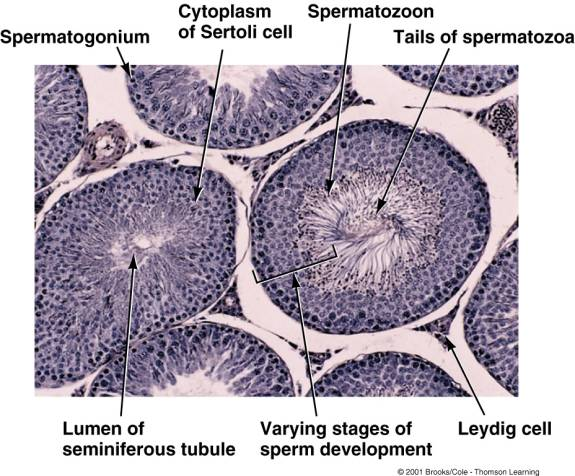 Cytoplasm
of Sertoli cell
Spermatozoon
Spermatogonium
Tails of spermatozoa
Lumen of
seminiferous tubule
Varying stages of
sperm development
Leydig cell
© 2001 Brooks/Cole - Thomson Learning